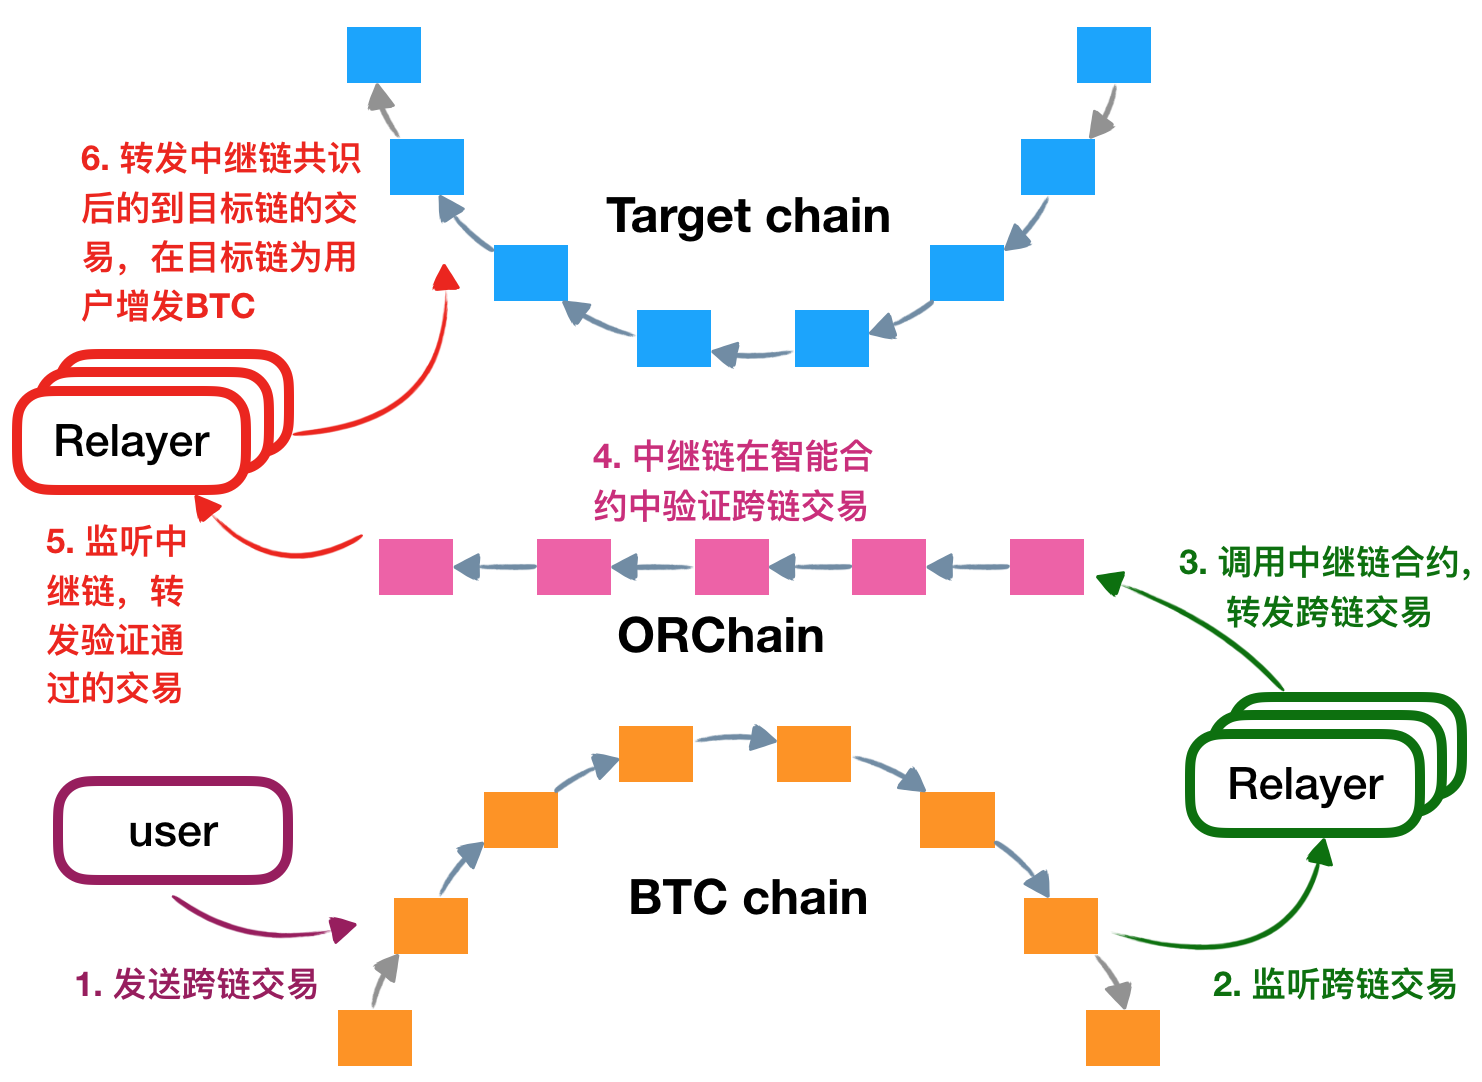 6. 转发中继链共识
后的到目标链的交
易，在目标链为用
户增发BTC
Target chain
Relayer
4. 中继链在智能合
约中验证跨链交易
5. 监听中
继链，转
发验证通
过的交易
3. 调用中继链合约，
转发跨链交易
ORChain
Relayer
user
BTC chain
1. 发送跨链交易
2. 监听跨链交易